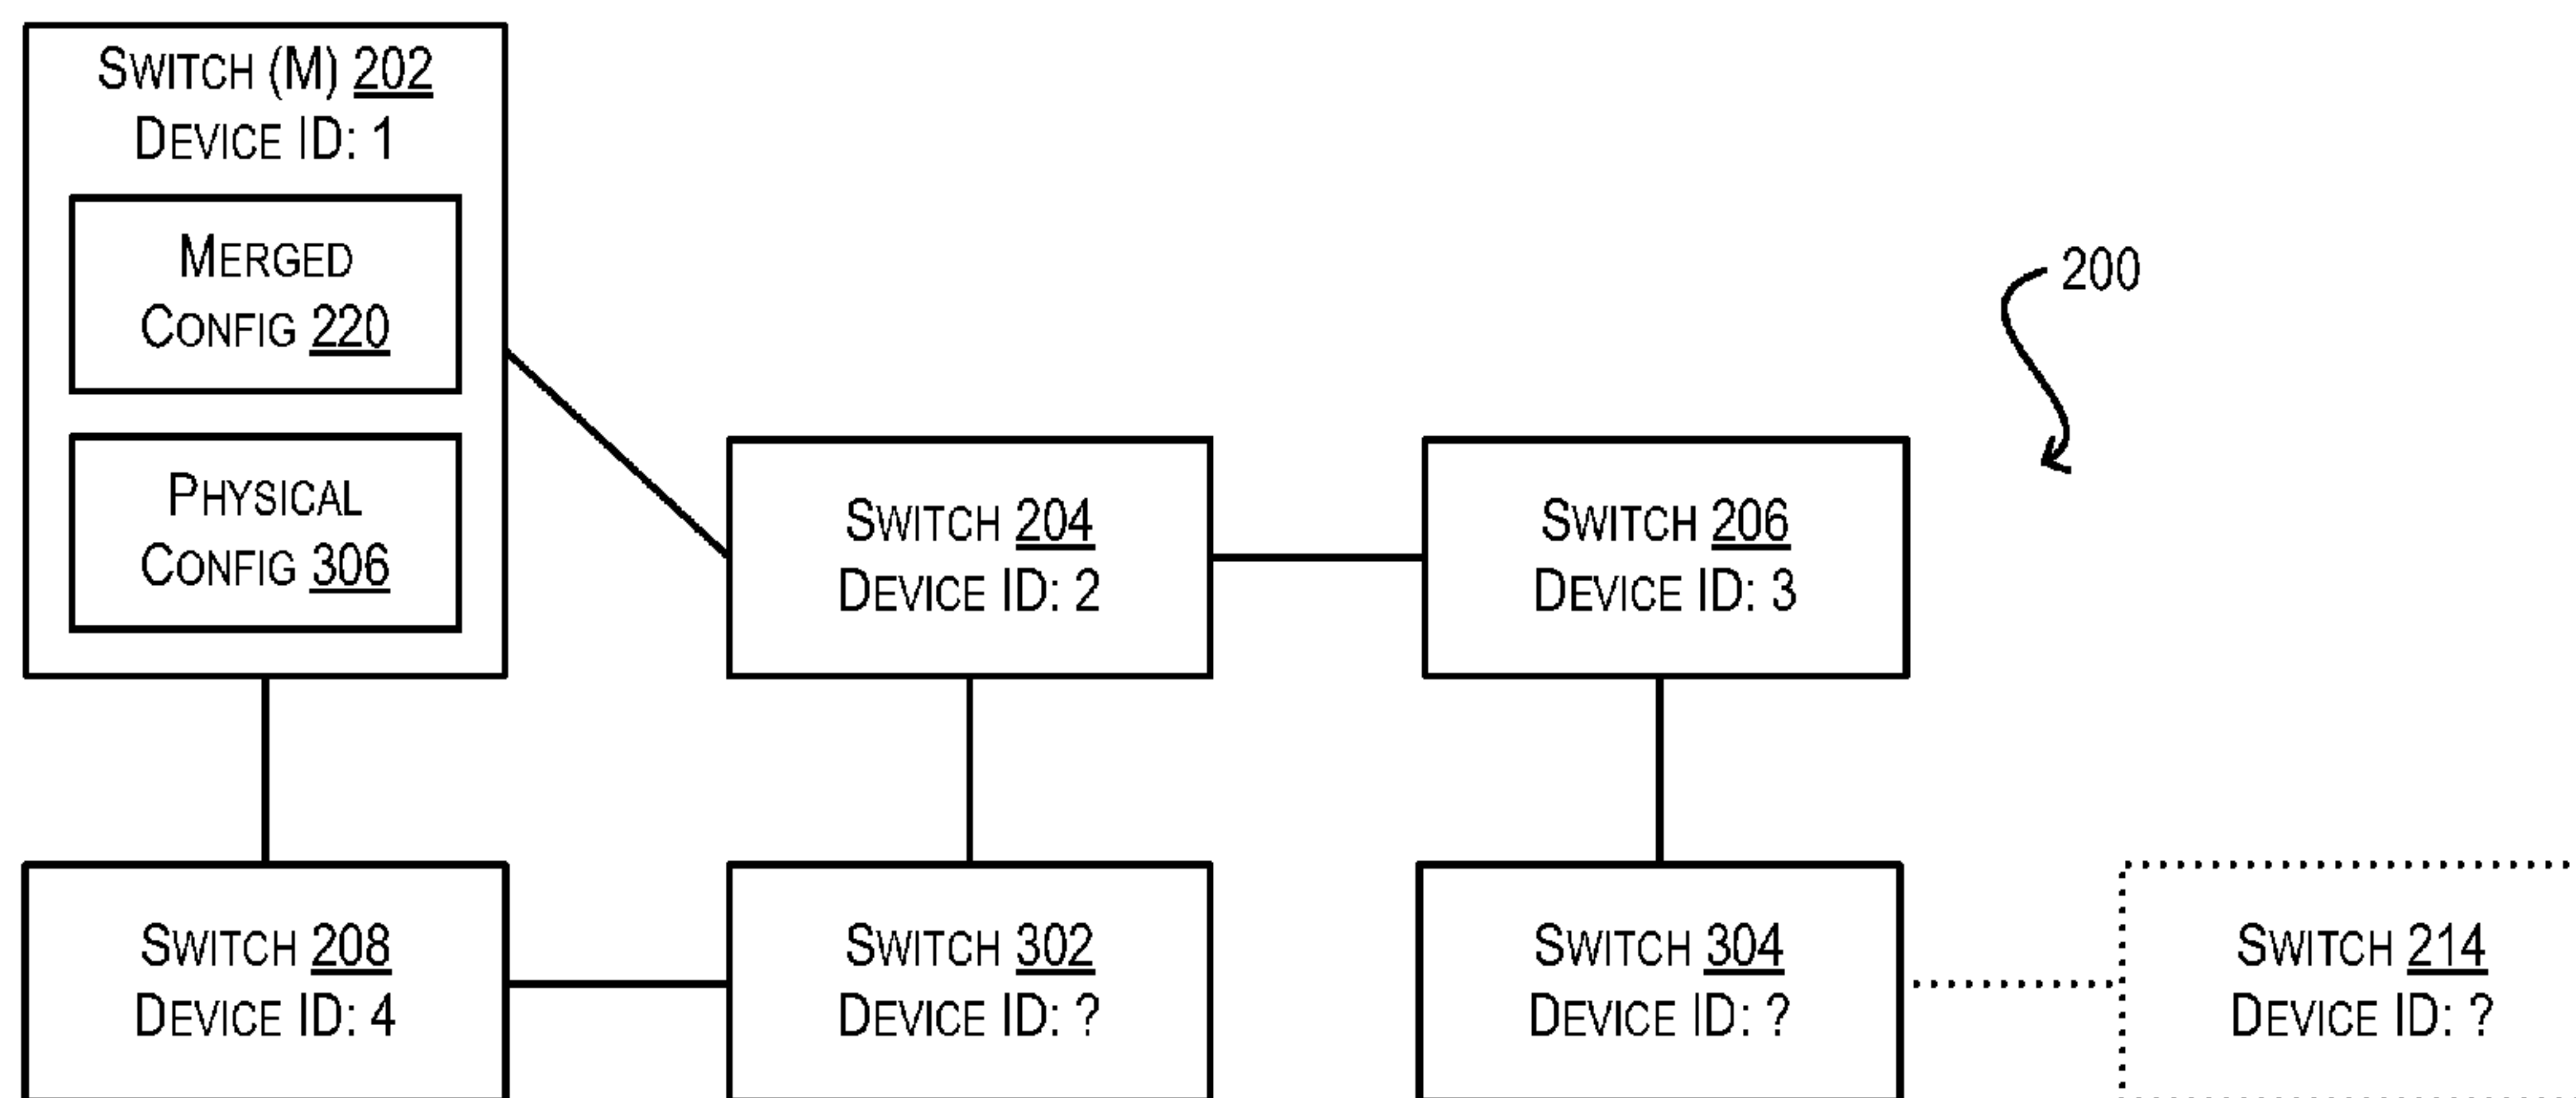 SWITCH (M) 202
DEVICE ID: 1
MERGED
CONFIG 220
PHYSICAL
CONFIG 306
200
SWITCH 204
DEVICE ID: 2
SWITCH 206
DEVICE ID: 3
SWITCH 208
DEVICE ID: 4
SWITCH 302
DEVICE ID: ?
SWITCH 304
DEVICE ID: ?
SWITCH 214
DEVICE ID: ?